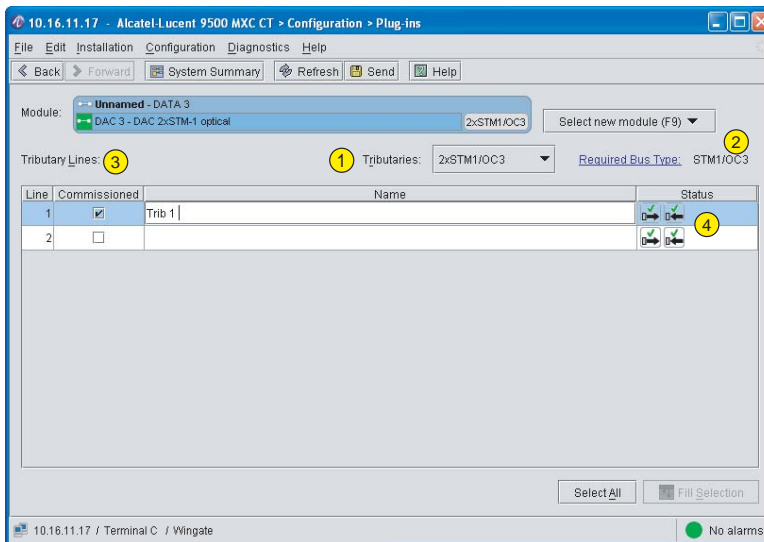 10.16.11.17 - Alcatel-Lucent 9500 MXC CT > Configuration > Plug-ins
File Edit Installation Configuration Diagnostics Help
Back Forward System Summary Refresh Send Help
Module: Unnamed - DATA 3
DAC 3 - DAC 2xSTM-1 optical 2xSTM1/OC3
Select new module (F9)
2
Tributary Lines: 3 1 Tributaries: 2xSTM1/OC3 Required Bus Type: STM1/OC3
Line Commissioned Name Status
1 Trib 1
4
2
Select All Fill Selection
10.16.11.17 / Terminal C / Wingate No alarms